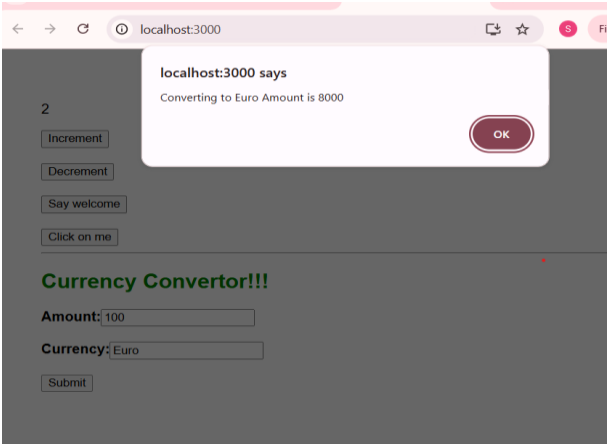 localhost:3000
S
Fi
localhost:3000 says
Converting to Euro Amount is 8000
OK
2
Increment
Decrement
Say welcome
Click on me
Currency Convertor!!!
Amount:100
Currency:Euro
Submit